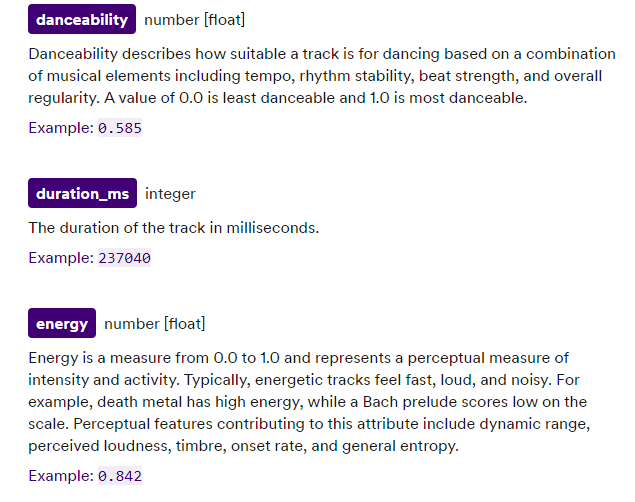 danceability number [float]
Danceability describes how suitable a track is for dancing based on a combination
of musical elements including tempo, rhythm stability, beat strength, and overall
regularity. A value of 0.0 is least danceable and 1.0 is most danceable.
Example: 0.585
duration_ms integer
The duration of the track in milliseconds.
Example: 237040
energy number [float]
Energy is a measure from 0.0 to 1.0 and represents a perceptual measure of
intensity and activity. Typically, energetic tracks feel fast, loud, and noisy. For
example, death metal has high energy, while a Bach prelude scores low on the
scale. Perceptual features contributing to this attribute include dynamic range,
perceived loudness, timbre, onset rate, and general entropy.
Example: 0.842